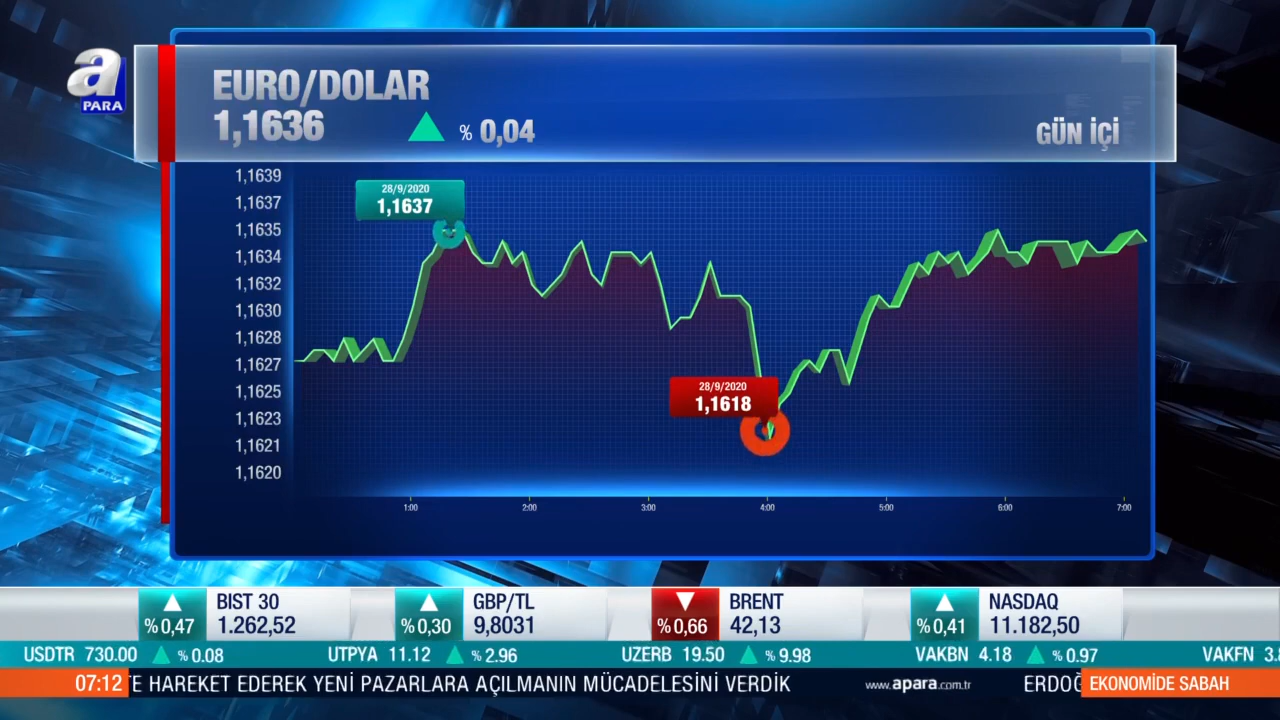 a
PARA
EURO/DOLAR
1,1636 % 0,04
GÜN İÇİ
1,1639
1,1637
1,1635
1,1634
1,1632
1,1630
1,1628
1,1627
1,1625
1,1623
1,1621
1,1620
28/9/2020
1,1637
28/9/2020
1,1618
1:00 2:00 3:00 4:00 5:00 6:00 7:00
% 0,47 BIST 30 1.262,52
% 0,30 GBP/TL 9,8031
% 0,66 BRENT 42,13
% 0,41 NASDAQ 11.182,50
USDTR 730.00 % 0.08 UTPYA 11.12 % 2.96 UZERB 19.50 % 9.98 VAKBN 4.18 % 0.97 VAKFN
07:12 TE HAREKET EDEREK YENİ PAZARLARA AÇILMANIN MÜCADELESİNİ VERDİK www.apara.com.tr EKONOMİDE SABAH